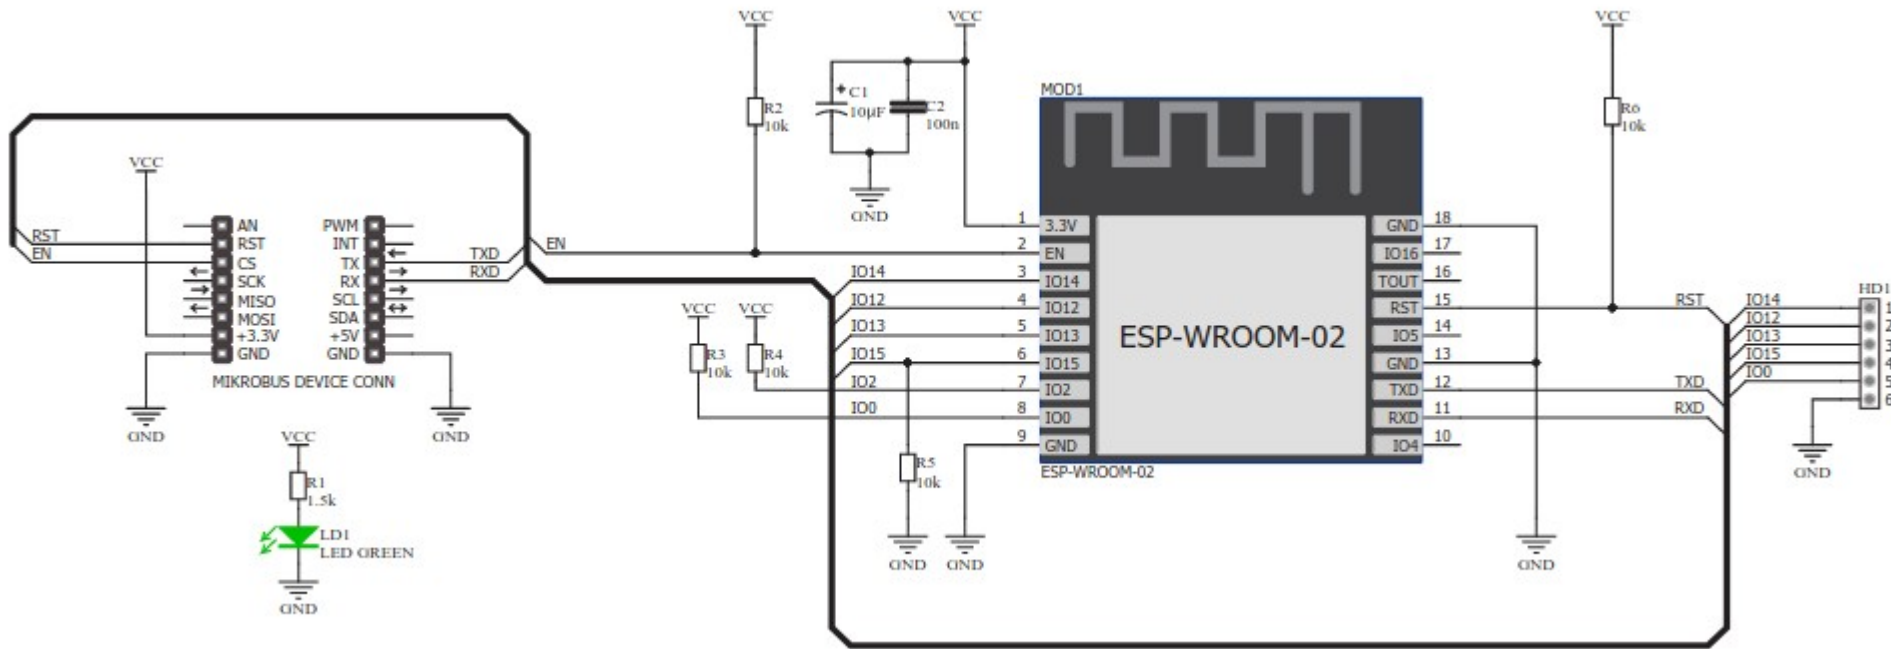 VCC
R2
10k
VCC
C1
10µF
C2
100n
GND
VCC
R6
10k
MOD1
VCC
AN
RST
CS
SCK
MISO
MOSI
+3.3V
GND
PWM
INT
TX
RX
SCL
SDA
+5V
GND
RST
EN
TXD
RXD
MIKROBUS DEVICE CONN
GND
GND
VCC
R1
1.5k
LD1
LED GREEN
GND
EN
IO14
IO12
IO13
IO15
IO2
IO0
VCC
R3
10k
VCC
R4
10k
R5
10k
GND
GND
1 3.3V
2 EN
3 IO14
4 IO12
5 IO13
6 IO15
7 IO2
8 IO0
9 GND
ESP-WROOM-02
GND 18
IO16 17
TOUT 16
RST 15
IO5 14
GND 13
TXD 12
RXD 11
IO4 10
ESP-WROOM-02
RST
TXD
RXD
GND
HD1
IO14 1
IO12 2
IO13 3
IO15 4
IO0 5
6
GND